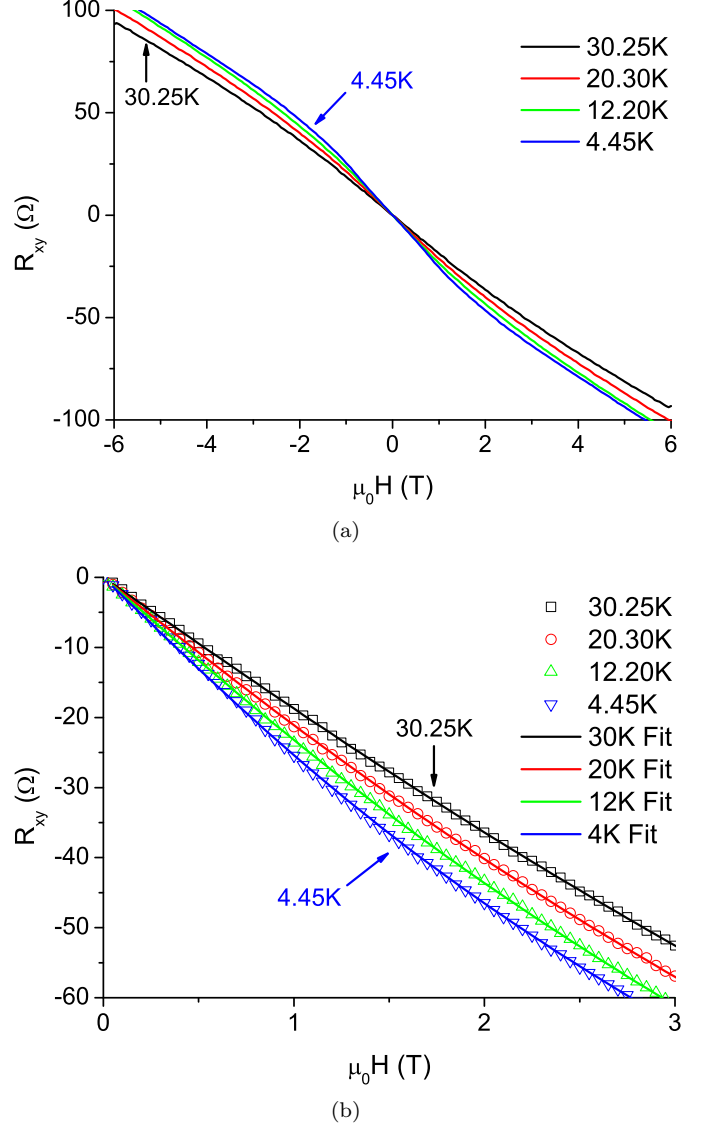 100
50
0
-50
-100
R_xy (Ω)
30.25K
4.45K
30.25K
20.30K
12.20K
4.45K
-6 -4 -2 0 2 4 6
μ₀H (T)
(a)
0
-10
-20
-30
-40
-50
-60
R_xy (Ω)
30.25K
20.30K
12.20K
4.45K
30K Fit
20K Fit
12K Fit
4K Fit
30.25K
4.45K
0 1 2 3
μ₀H (T)
(b)